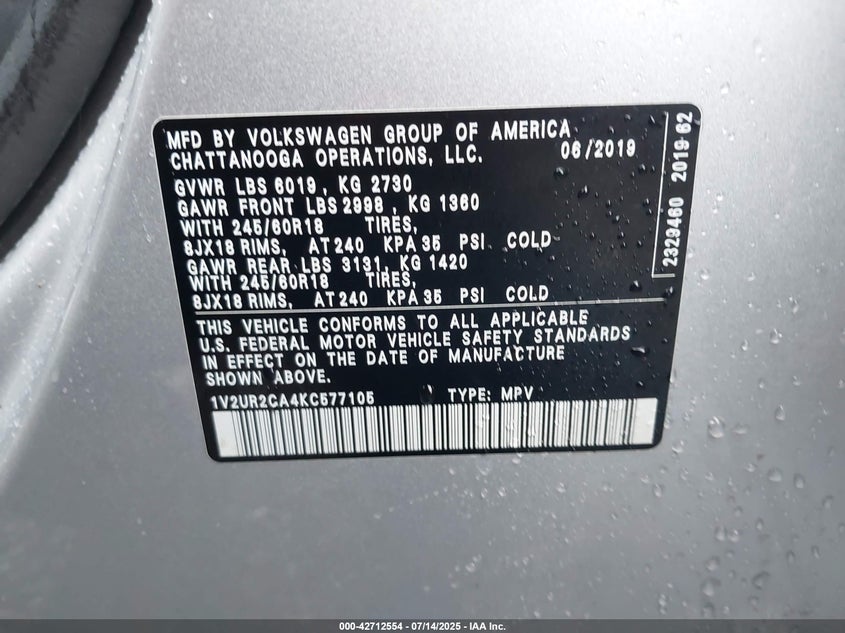 MFD BY VOLKSWAGEN GROUP OF AMERICA
CHATTANOOGA OPERATIONS, LLC. 06/2019
GVWR LBS 6019, KG 2730
GAWR FRONT LBS 2998, KG 1360
WITH 245/60R18 TIRES,
8JX18 RIMS, AT 240 KPA 35 PSI COLD
GAWR REAR LBS 3131, KG 1420
WITH 245/60R18 TIRES,
8JX18 RIMS, AT 240 KPA 35 PSI COLD
THIS VEHICLE CONFORMS TO ALL APPLICABLE
U.S. FEDERAL MOTOR VEHICLE SAFETY STANDARDS
IN EFFECT ON THE DATE OF MANUFACTURE
SHOWN ABOVE.
1V2UR2CA4KC577105 TYPE: MPV
2329460 2019 62
000-42712554 - 07/14/2025 - IAA Inc.